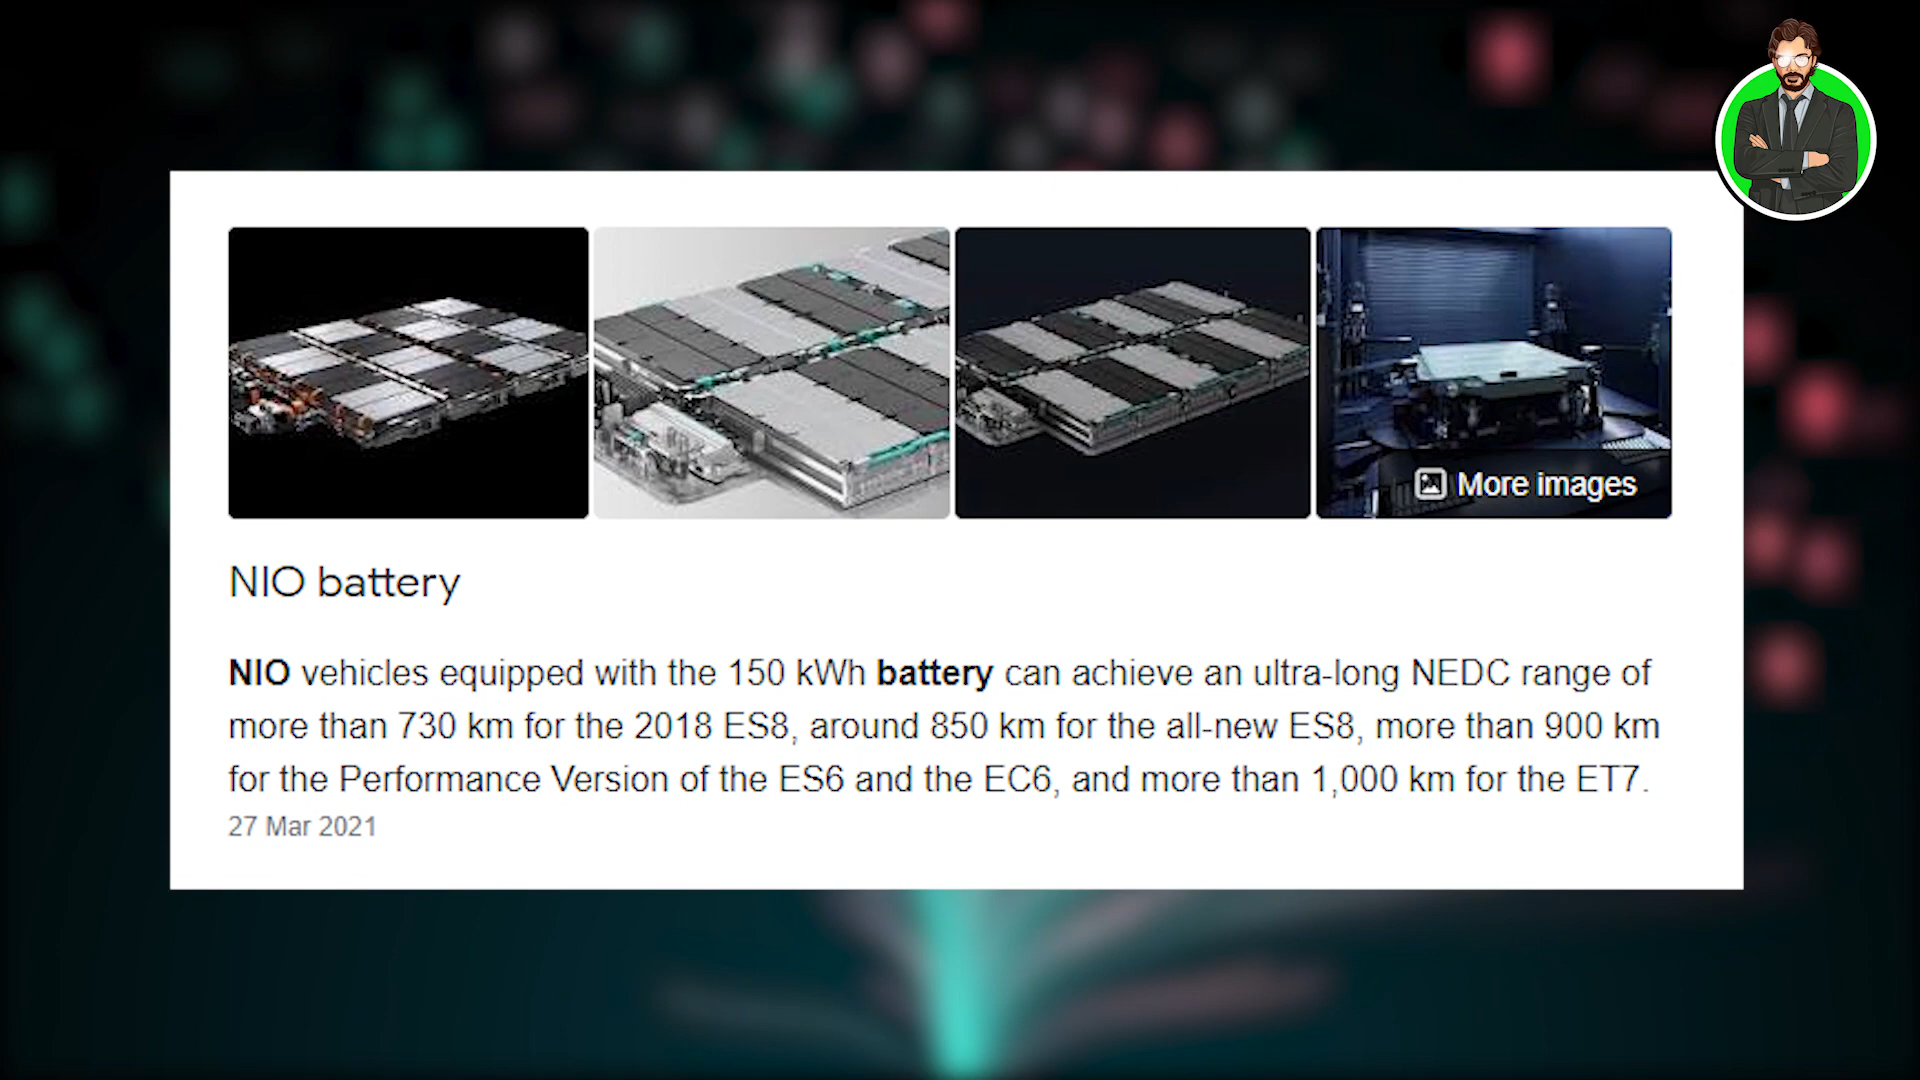 More images
NIO battery
NIO vehicles equipped with the 150 kWh battery can achieve an ultra-long NEDC range of
more than 730 km for the 2018 ES8, around 850 km for the all-new ES8, more than 900 km
for the Performance Version of the ES6 and the EC6, and more than 1,000 km for the ET7.
27 Mar 2021